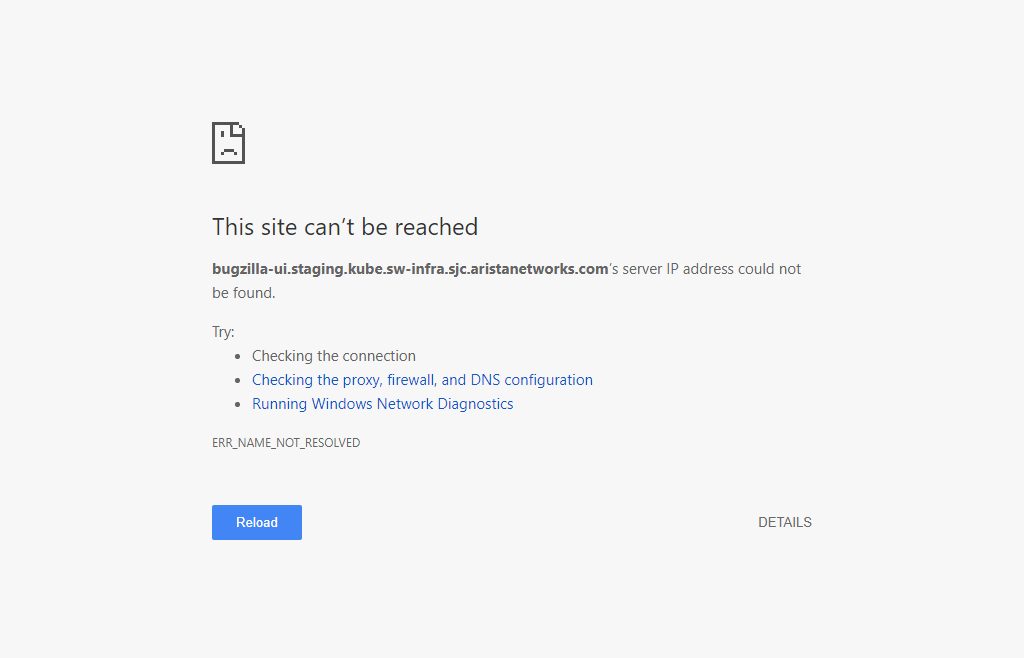 This site can’t be reached
bugzilla-ui.staging.kube.sw-infra.sjc.aristanetworks.com’s server IP address could not
be found.
Try:
• Checking the connection
• Checking the proxy, firewall, and DNS configuration
• Running Windows Network Diagnostics
ERR_NAME_NOT_RESOLVED
Reload
DETAILS